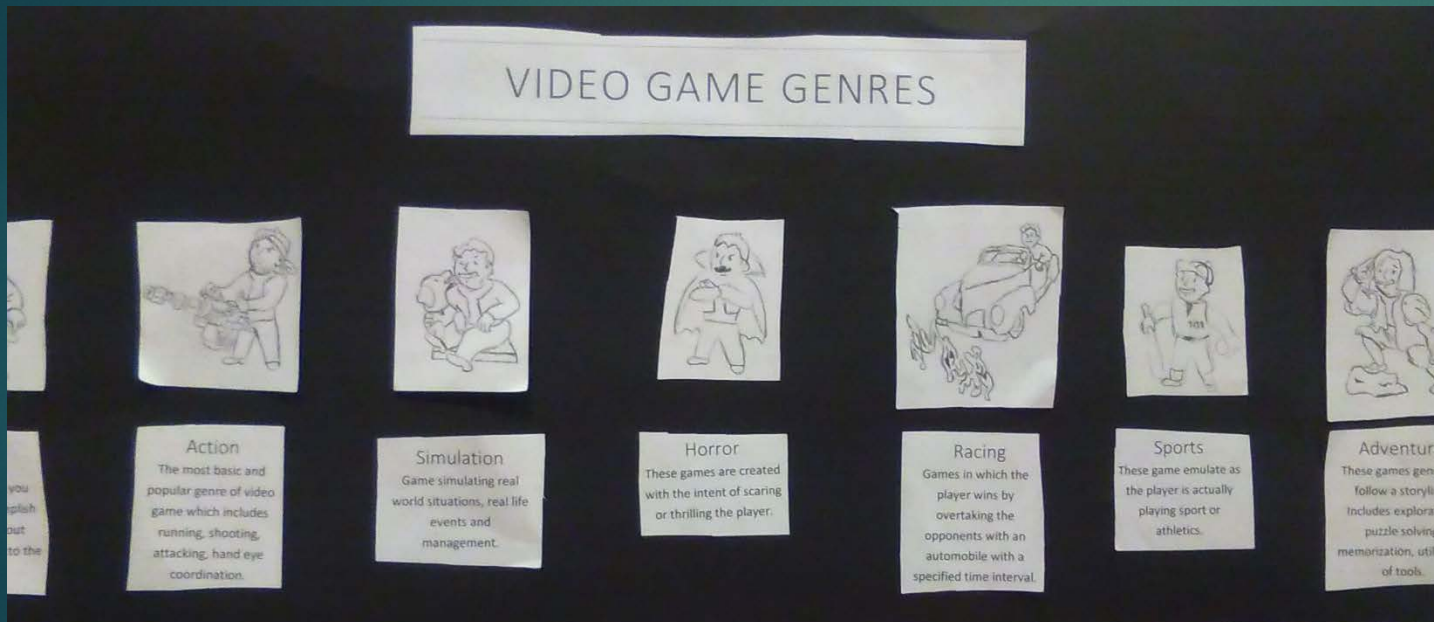 VIDEO GAME GENRES
you
plish
out
to the
Action
The most basic and
popular genre of video
game which includes
running, shooting,
attacking, hand eye
coordination.
Simulation
Game simulating real
world situations, real life
events and
management.
Horror
These games are created
with the intent of scaring
or thrilling the player.
Racing
Games in which the
player wins by
overtaking the
opponents with an
automobile with a
specified time interval.
101
Sports
These game emulate as
the player is actually
playing sport or
athletics.
Adventur
These games gen
follow a storyli
Includes explora
puzzle solving
memorization, util
of tools.